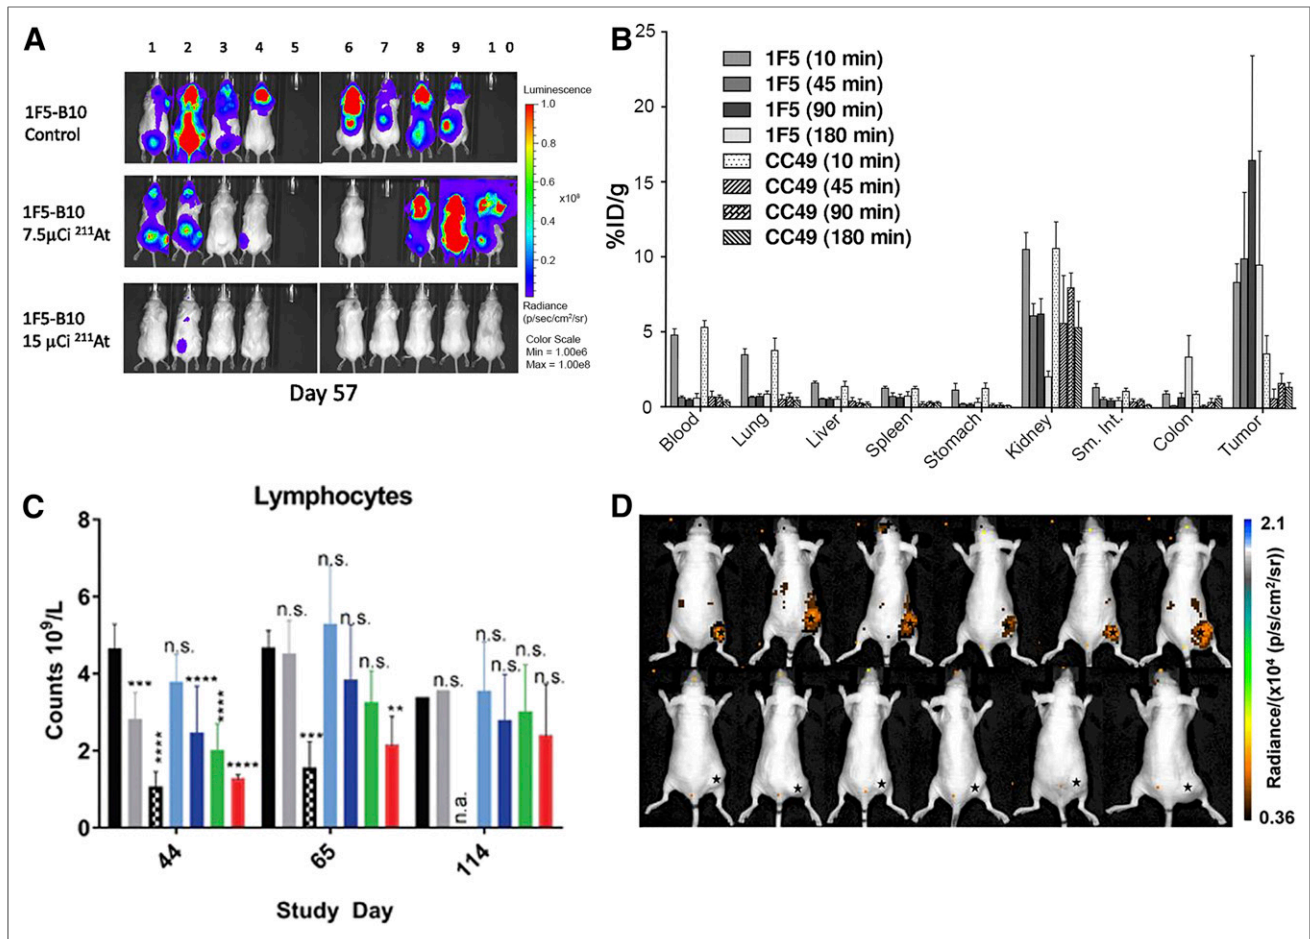 A
1 2 3 4 5 6 7 8 9 1 0
1F5-B10
Control
1F5-B10
7.5μCi ²¹¹At
1F5-B10
15 μCi ²¹¹At
Day 57
Luminescence
1.0
0.8
0.6
x10⁸
0.4
0.2
Radiance
(p/sec/cm²/sr)
Color Scale
Min = 1.00e6
Max = 1.00e8
B
%ID/g
25
20
15
10
5
0
1F5 (10 min)
1F5 (45 min)
1F5 (90 min)
1F5 (180 min)
CC49 (10 min)
CC49 (45 min)
CC49 (90 min)
CC49 (180 min)
Blood
Lung
Liver
Spleen
Stomach
Kidney
Sm. Int.
Colon
Tumor
C
Lymphocytes
Counts 10⁹/L
8
6
4
2
0
***
****
n.s.
****
****
****
n.s.
***
n.s.
n.s.
n.s.
**
n.s.
n.a.
n.s.
n.s.
n.s.
n.s.
44
65
114
Study Day
D
2.1
Radiance/(x10⁴ (p/s/cm²/sr))
0.36